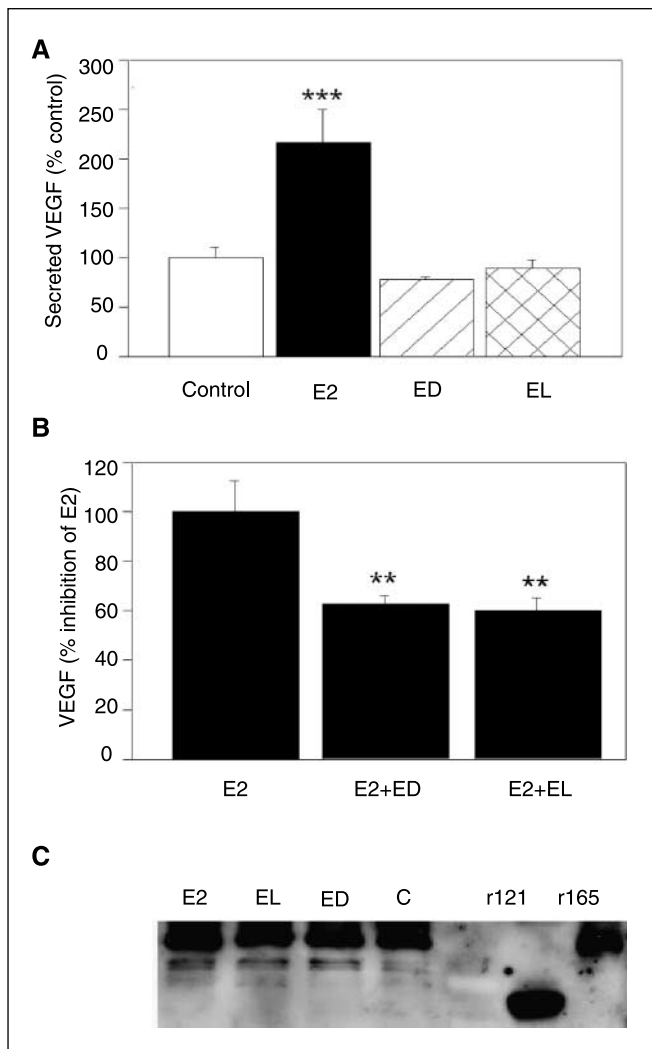 A
Secreted VEGF (% control)
300
250
200
150
100
50
0
***
Control E2 ED EL
B
VEGF (% inhibition of E2)
120
100
80
60
40
20
0
** **
E2 E2+ED E2+EL
C
E2 EL ED C r121 r165